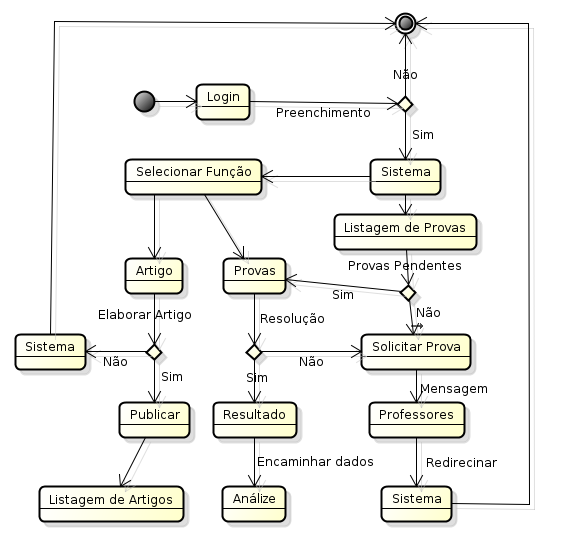 Não
Login
Preenchimento
Sim
Selecionar Função
Sistema
Listagem de Provas
Artigo
Provas
Provas Pendentes
Sim
Elaborar Artigo
Resolução
Não
Sistema
Não
Não
Solicitar Prova
Sim
Sim
Mensagem
Publicar
Resultado
Professores
Encaminhar dados
Redirecinar
Listagem de Artigos
Análize
Sistema